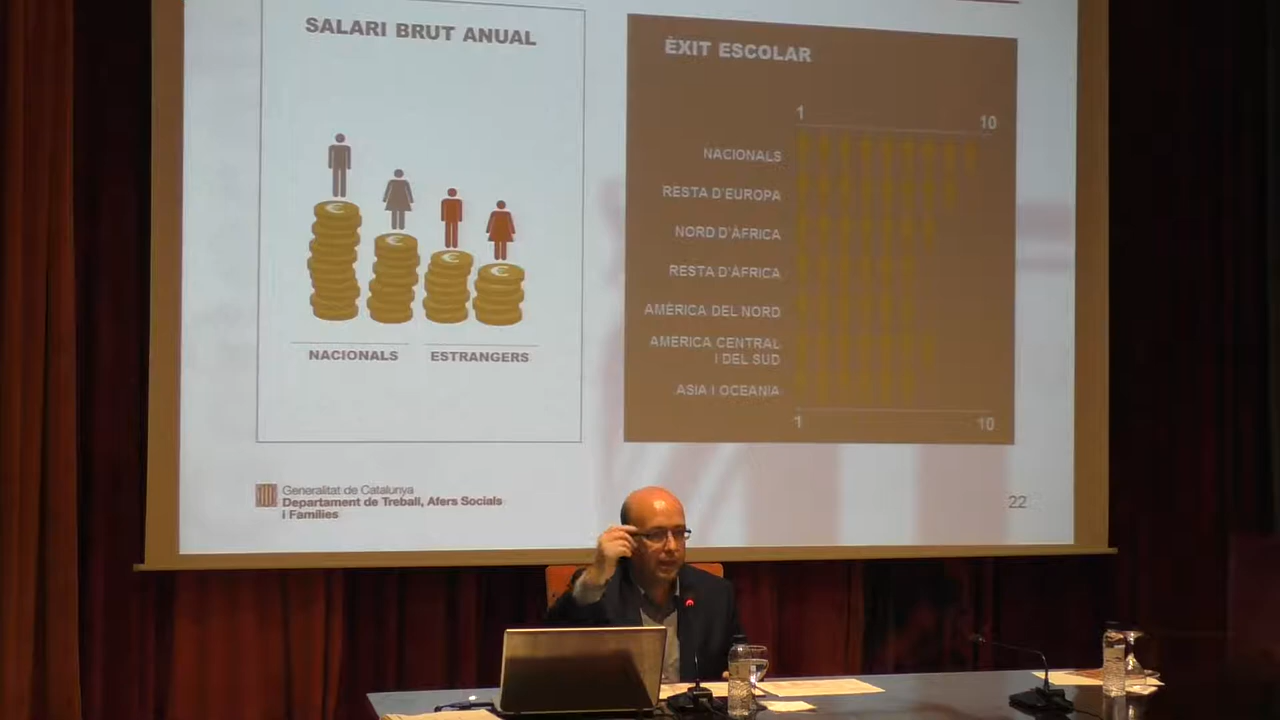 SALARI BRUT ANUAL
NACIONALS
ESTRANGERS
ÈXIT ESCOLAR
1
10
NACIONALS
RESTA D'EUROPA
NORD D'ÀFRICA
RESTA D'ÀFRICA
AMÈRICA DEL NORD
AMÈRICA CENTRAL
I DEL SUD
ASIA I OCEANIA
1
10
Generalitat de Catalunya
Departament de Treball, Afers Socials
i Famílies
22